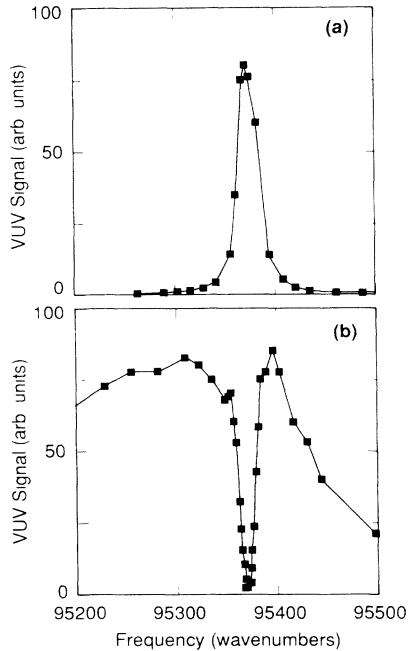 100
(a)
50
0
VUV Signal (arb units)
100
(b)
50
0
VUV Signal (arb units)
95200 95300 95400 95500
Frequency (wavenumbers)